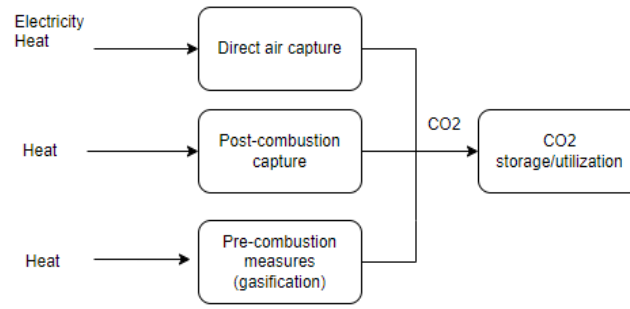 Electricity
Heat
Direct air capture
Heat
Post-combustion
capture
CO2
CO2
storage/utilization
Heat
Pre-combustion
measures
(gasification)